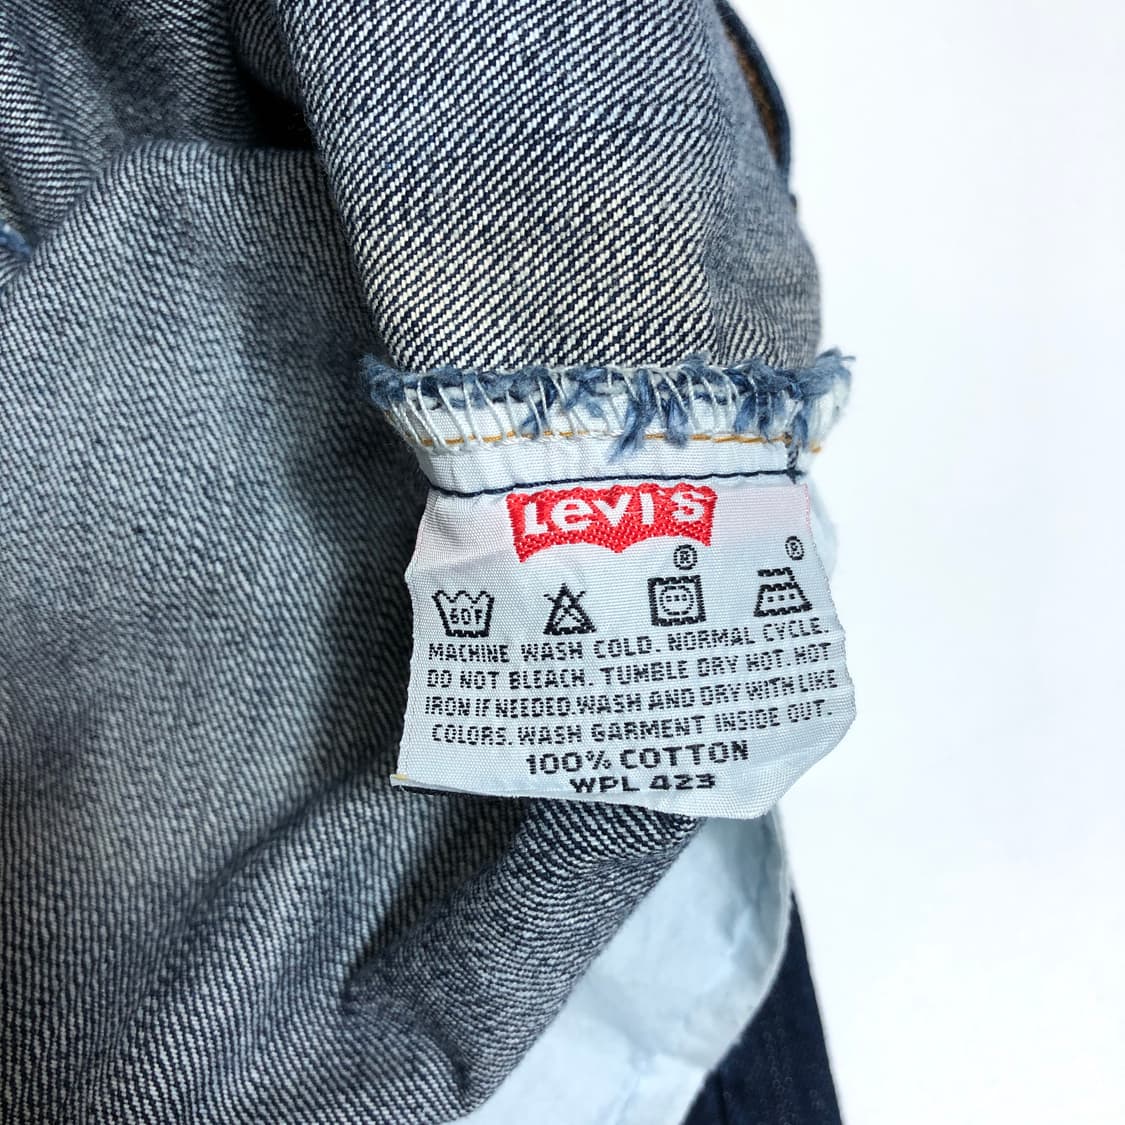 Levi's
® ®
60F
MACHINE WASH COLD. NORMAL CYCLE.
DO NOT BLEACH. TUMBLE DRY HOT. HOT
IRON IF NEEDED. WASH AND DRY WITH LIKE
COLORS. WASH GARMENT INSIDE OUT.
100% COTTON
WPL 423